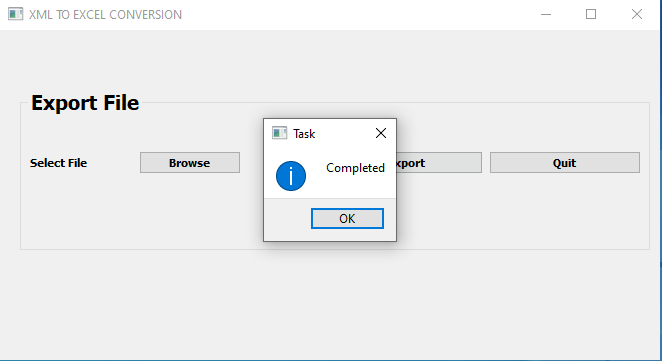 XML TO EXCEL CONVERSION
Export File
Task
Select File
Browse
Completed
xport
Quit
OK